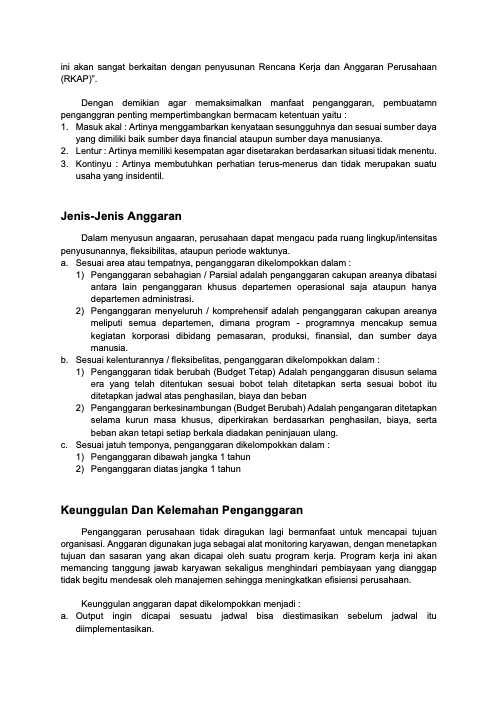 ini akan sangat berkaitan dengan penyusunan Rencana Kerja dan Anggaran Perusahaan
(RKAP)”.
Dengan demikian agar memaksimalkan manfaat penganggaran, pembuatamn
penganggran penting mempertimbangkan bermacam ketentuan yaitu :
1. Masuk akal : Artinya menggambarkan kenyataan sesungguhnya dan sesuai sumber daya
yang dimiliki baik sumber daya financial ataupun sumber daya manusianya.
2. Lentur : Artinya memiliki kesempatan agar disetarakan berdasarkan situasi tidak menentu.
3. Kontinyu : Artinya membutuhkan perhatian terus-menerus dan tidak merupakan suatu
usaha yang insidentil.
Jenis-Jenis Anggaran
Dalam menyusun angaaran, perusahaan dapat mengacu pada ruang lingkup/intensitas
penyusunannya, fleksibilitas, ataupun periode waktunya.
a. Sesuai area atau tempatnya, penganggaran dikelompokkan dalam :
1) Penganggaran sebahagian / Parsial adalah penganggaran cakupan areanya dibatasi
antara lain penganggaran khusus departemen operasional saja ataupun hanya
departemen administrasi.
2) Penganggaran menyeluruh / komprehensif adalah penganggaran cakupan areanya
meliputi semua departemen, dimana program - programnya mencakup semua
kegiatan korporasi dibidang pemasaran, produksi, finansial, dan sumber daya
manusia.
b. Sesuai kelenturannya / fleksibelitas, penganggaran dikelompokkan dalam :
1) Penganggaran tidak berubah (Budget Tetap) Adalah penganggaran disusun selama
era yang telah ditentukan sesuai bobot telah ditetapkan serta sesuai bobot itu
ditetapkan jadwal atas penghasilan, biaya dan beban
2) Penganggaran berkesinambungan (Budget Berubah) Adalah pengangaran ditetapkan
selama kurun masa khusus, diperkirakan berdasarkan penghasilan, biaya, serta
beban akan tetapi setiap berkala diadakan peninjauan ulang.
c. Sesuai jatuh temponya, penganggaran dikelompokkan dalam :
1) Penganggaran dibawah jangka 1 tahun
2) Penganggaran diatas jangka 1 tahun
Keunggulan Dan Kelemahan Penganggaran
Penganggaran perusahaan tidak diragukan lagi bermanfaat untuk mencapai tujuan
organisasi. Anggaran digunakan juga sebagai alat monitoring karyawan, dengan menetapkan
tujuan dan sasaran yang akan dicapai oleh suatu program kerja. Program kerja ini akan
memancing tanggung jawab karyawan sekaligus menghindari pembiayaan yang dianggap
tidak begitu mendesak oleh manajemen sehingga meningkatkan efisiensi perusahaan.
Keunggulan anggaran dapat dikelompokkan menjadi :
a. Output ingin dicapai sesuatu jadwal bisa diestimasikan sebelum jadwal itu
diimplementasikan.